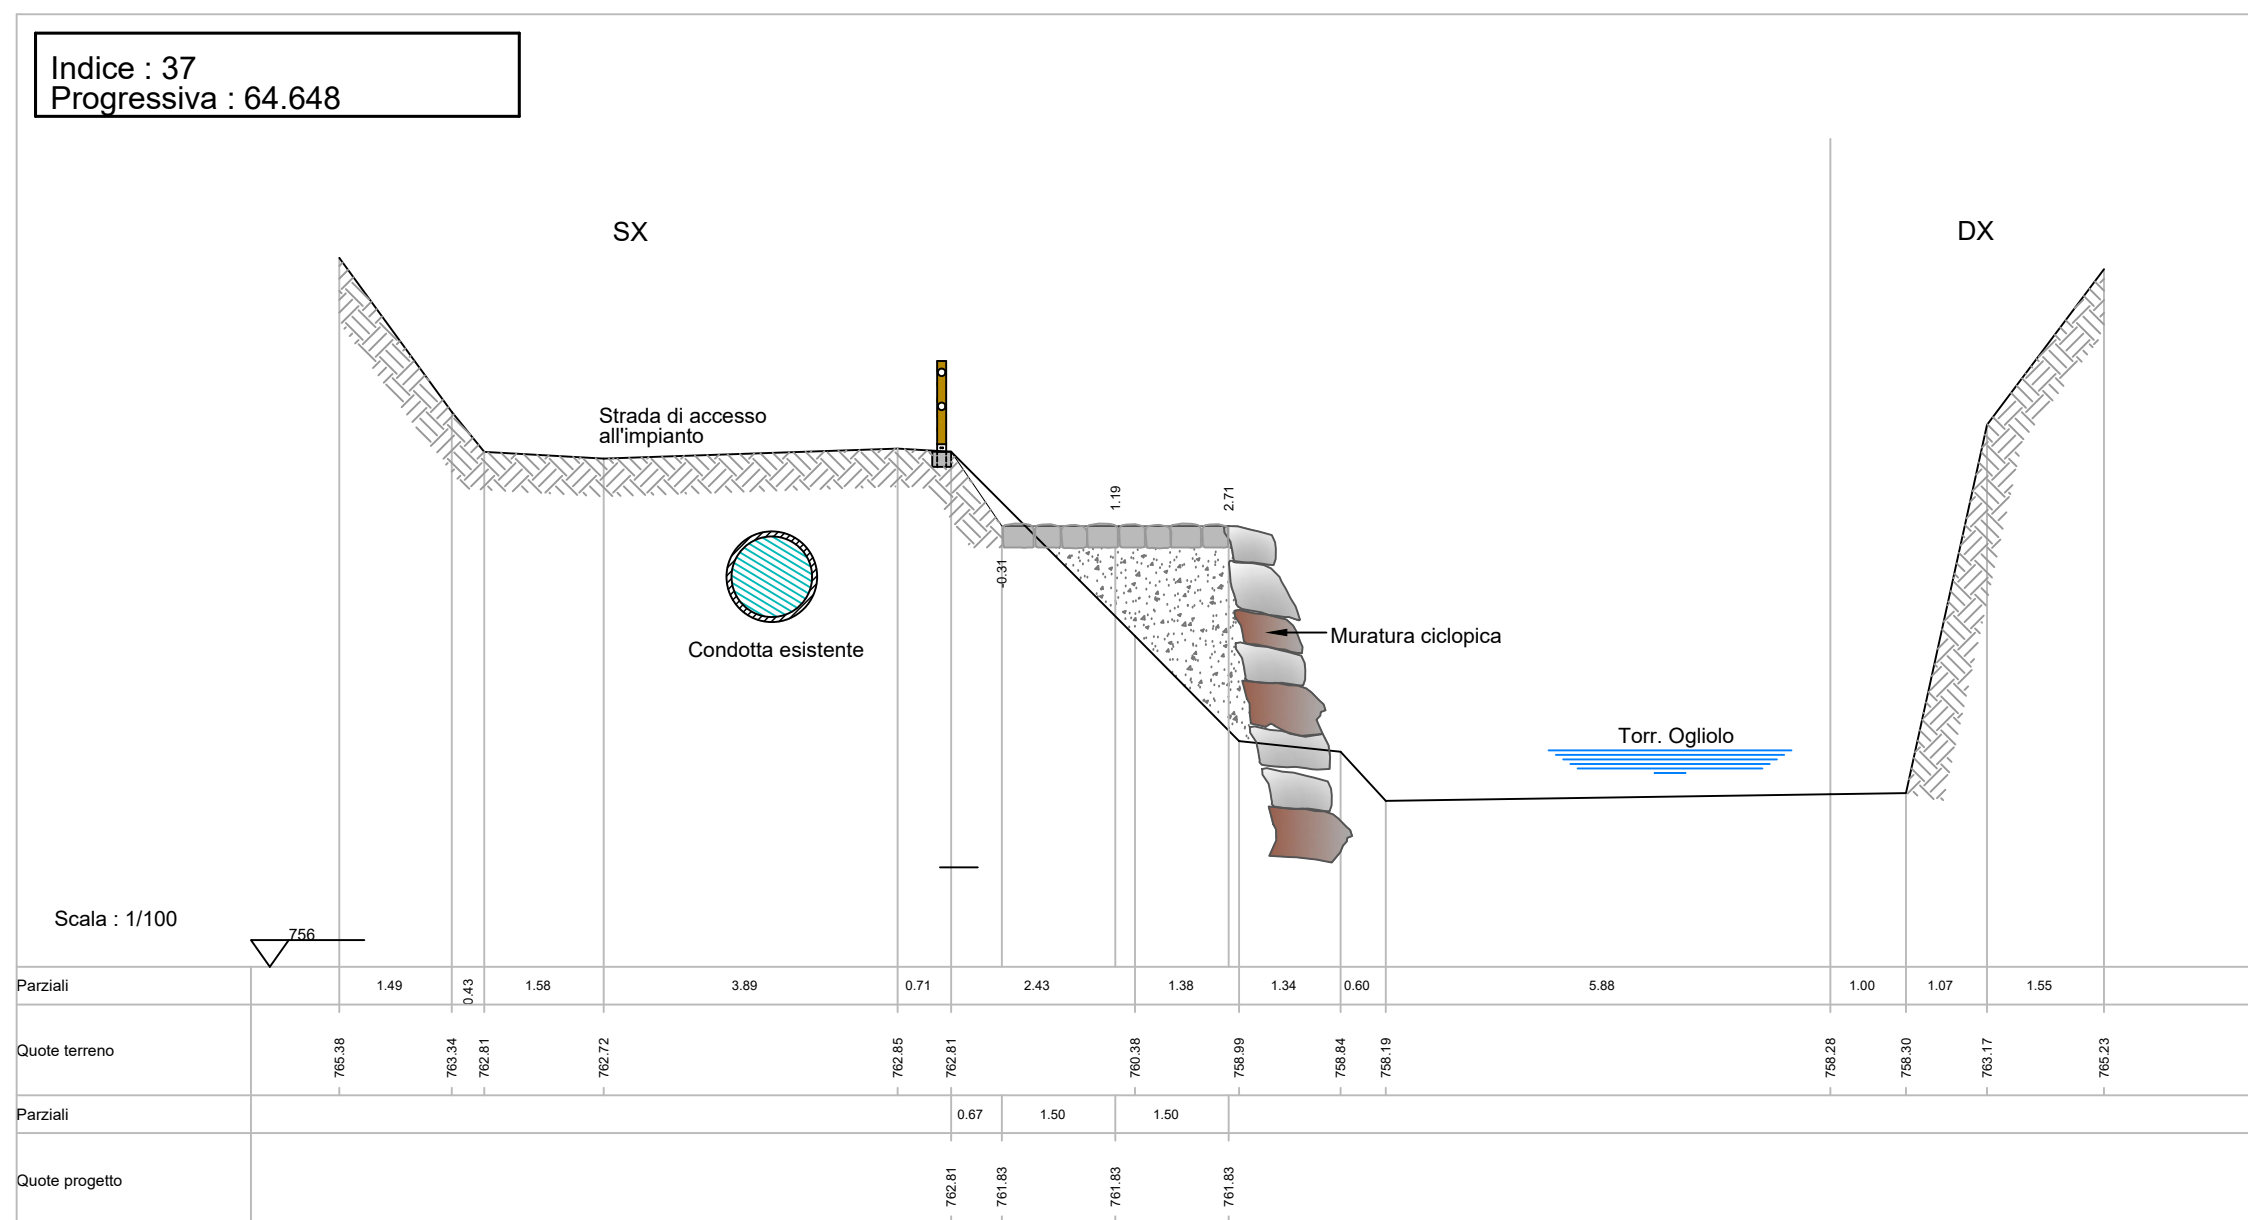 Indice : 37
Progressiva : 64.648
SX
DX
Strada di accesso
all'impianto
1.19
2.71
-0.31
Condotta esistente
Muratura ciclopica
Torr. Ogliolo
Scala : 1/100
756
Parziali
1.49 0.43 1.58 3.89 0.71 2.43 1.38 1.34 0.60 5.88 1.00 1.07 1.55
Quote terreno
765.38 763.34 762.81 762.72 762.85 762.81 760.38 758.99 758.84 758.19 758.28 758.30 763.17 765.23
Parziali
0.67 1.50 1.50
Quote progetto
762.81 761.83 761.83 761.83